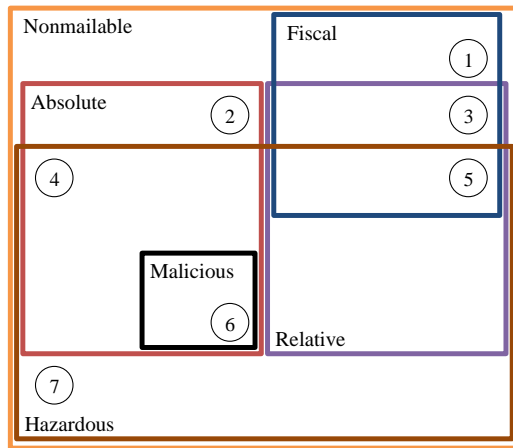 Nonmailable
Fiscal
1
Absolute
2
3
4
5
Malicious
6
Relative
7
Hazardous